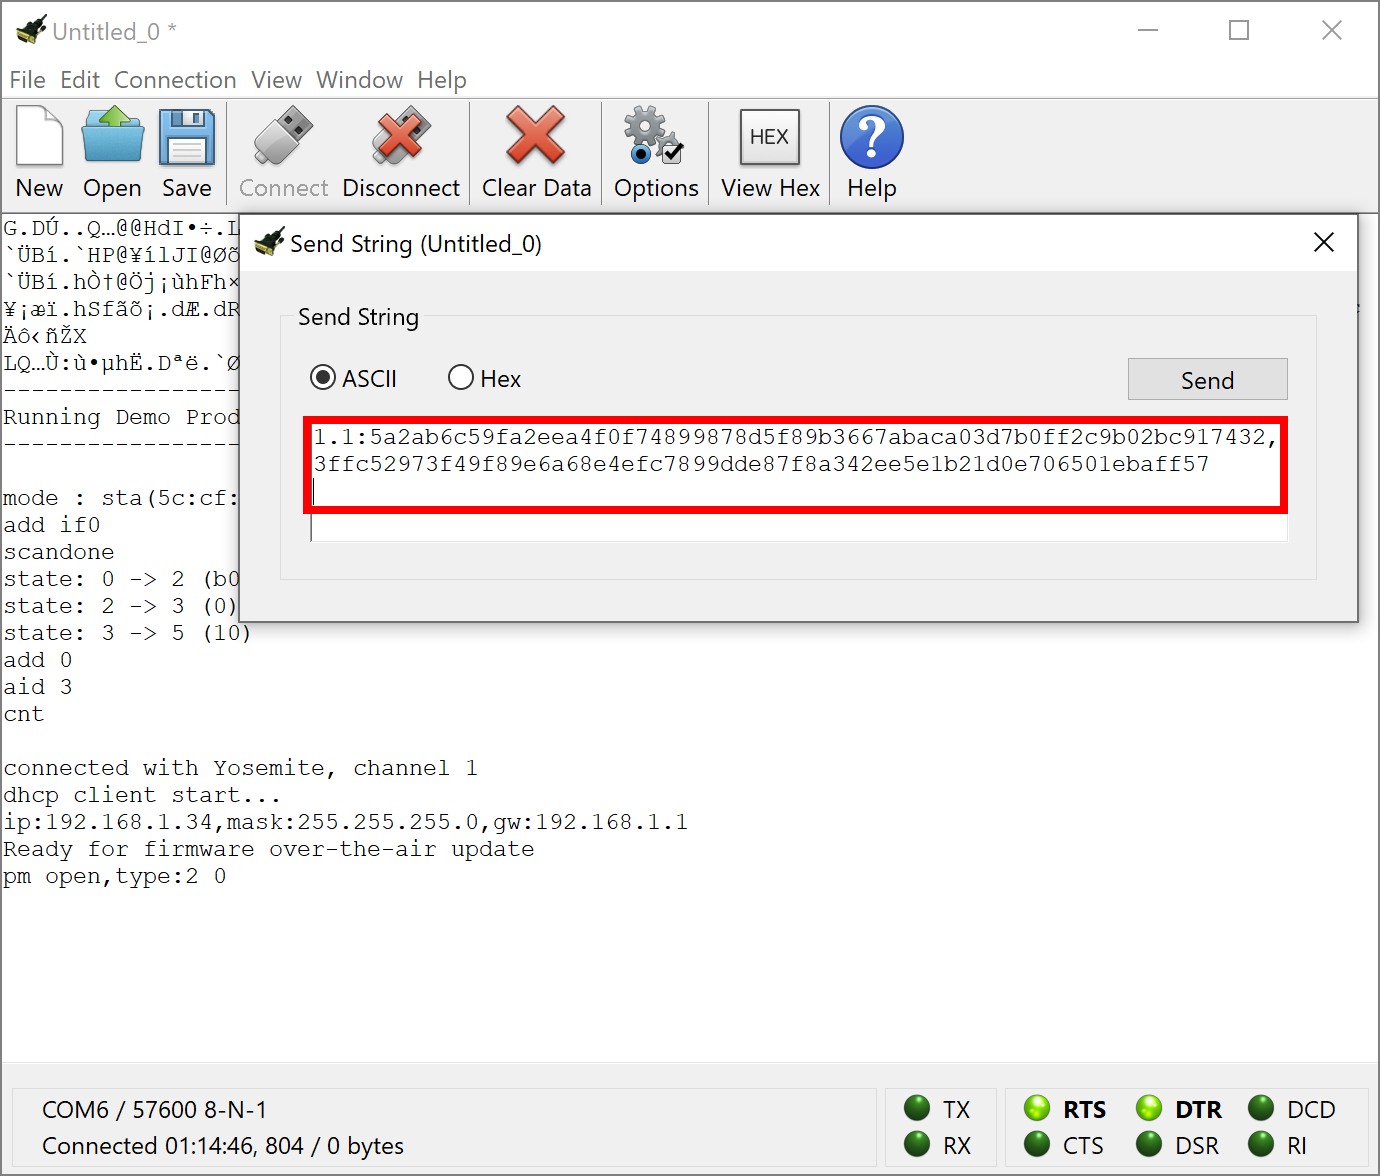 Untitled_0 *
File Edit Connection View Window Help
New Open Save Connect Disconnect Clear Data Options HEX View Hex Help
G.DÚ..Q…@@HdI•÷.L
`ÜBí.`HP@¥ílJI@Øõ
`ÜBí.hÒ†@Öj¡ùhFh×
¥¡æï.hSfãõ¡.dÆ.dR
Äô‹ñŽX
LQ…Ù:ù•µhË.Dªë.`Ø
-----------------
Running Demo Prod
-----------------
mode : sta(5c:cf:
add if0
scandone
state: 0 -> 2 (b0
state: 2 -> 3 (0)
state: 3 -> 5 (10)
add 0
aid 3
cnt
connected with Yosemite, channel 1
dhcp client start...
ip:192.168.1.34,mask:255.255.255.0,gw:192.168.1.1
Ready for firmware over-the-air update
pm open,type:2 0
Send String (Untitled_0)
Send String
ASCII Hex Send
1.1:5a2ab6c59fa2eea4f0f74899878d5f89b3667abaca03d7b0ff2c9b02bc917432,
3ffc52973f49f89e6a68e4efc7899dde87f8a342ee5e1b21d0e706501ebaff57
COM6 / 57600 8-N-1
Connected 01:14:46, 804 / 0 bytes
TX RTS DTR DCD
RX CTS DSR RI